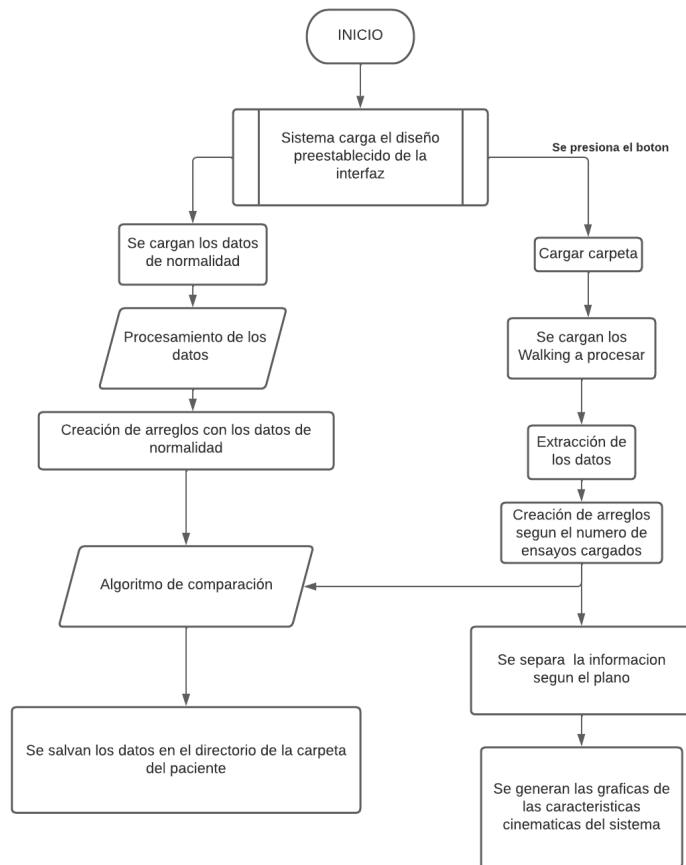 INICIO
Sistema carga el diseño
preestablecido de la
interfaz
Se presiona el boton
Se cargan los datos
de normalidad
Cargar carpeta
Procesamiento de los
datos
Se cargan los
Walking a procesar
Creación de arreglos con los datos de
normalidad
Extracción de
los datos
Creación de arreglos
segun el numero de
ensayos cargados
Algoritmo de comparación
Se separa la informacion
segun el plano
Se salvan los datos en el directorio de la carpeta
del paciente
Se generan las graficas de
las caracteristicas
cinematicas del sistema